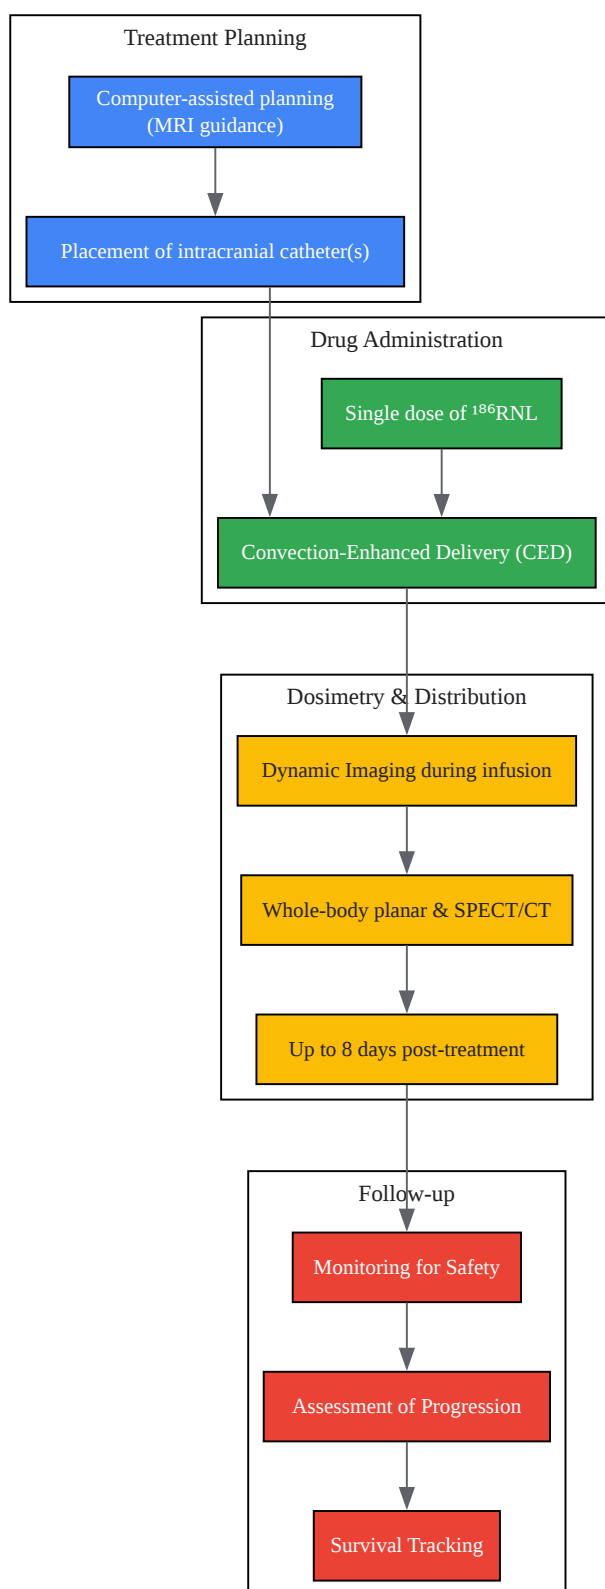 Treatment Planning
Computer-assisted planning
(MRI guidance)
Placement of intracranial catheter(s)
Drug Administration
Single dose of ¹⁸⁶RNL
Convection-Enhanced Delivery (CED)
Dosimetry & Distribution
Dynamic Imaging during infusion
Whole-body planar & SPECT/CT
Up to 8 days post-treatment
Follow-up
Monitoring for Safety
Assessment of Progression
Survival Tracking